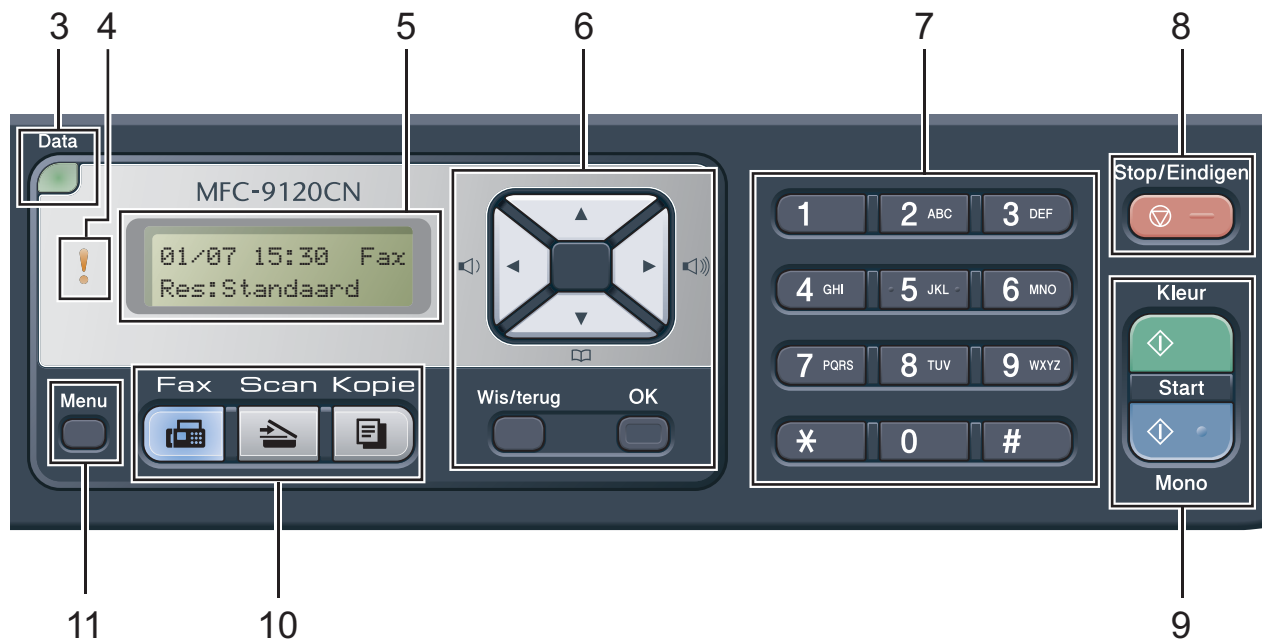 3 4 5 6 7 8
Data
MFC-9120CN
01/07 15:30 Fax
Res:Standaard
Menu
Fax Scan Kopie
Wis/terug OK
1 2 ABC 3 DEF
4 GHI 5 JKL 6 MNO
7 PQRS 8 TUV 9 WXYZ
* 0 #
Stop/Eindigen
Kleur
Start
Mono
11 10 9